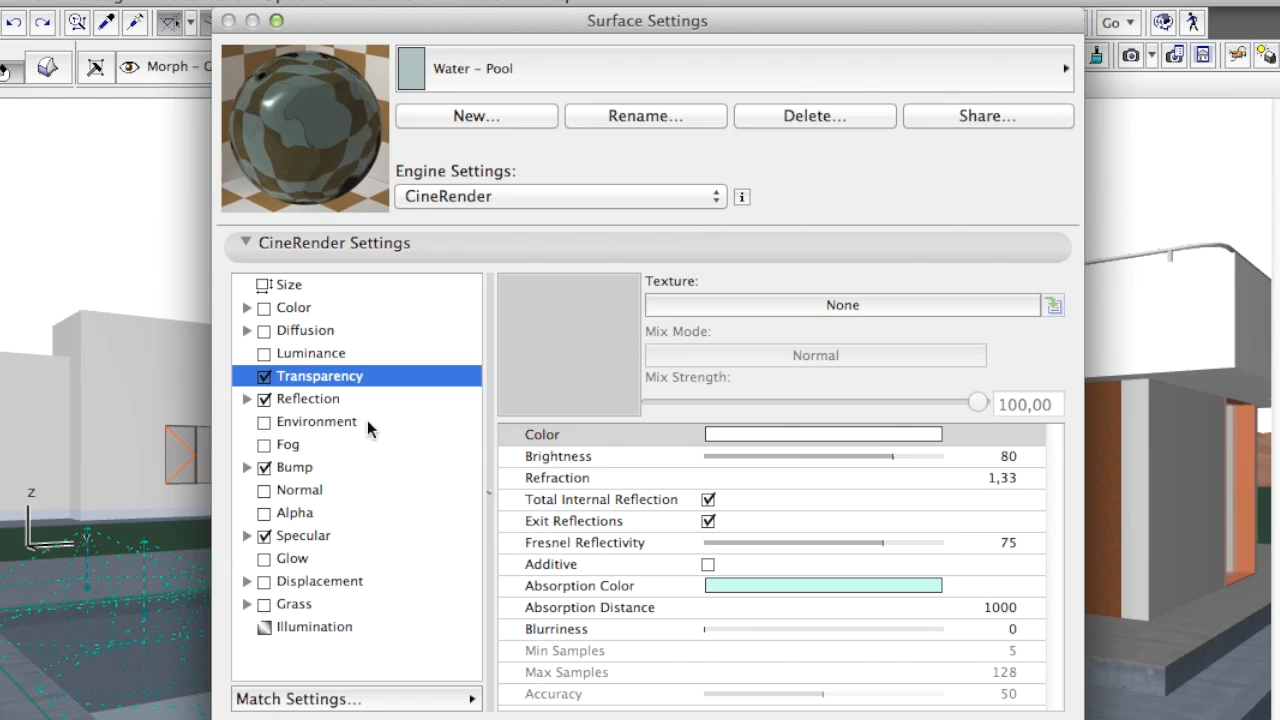 Surface Settings
Go
Morph - 
Water – Pool
New...
Rename...
Delete...
Share...
Engine Settings:
CineRender
i
CineRender Settings
Size
Color
Diffusion
Luminance
Transparency
Reflection
Environment
Fog
Bump
Normal
Alpha
Specular
Glow
Displacement
Grass
Illumination
Match Settings...
Texture:
None
Mix Mode:
Normal
Mix Strength:
100,00
Color
Brightness 80
Refraction 1,33
Total Internal Reflection
Exit Reflections
Fresnel Reflectivity 75
Additive
Absorption Color
Absorption Distance 1000
Blurriness 0
Min Samples 5
Max Samples 128
Accuracy 50
Z